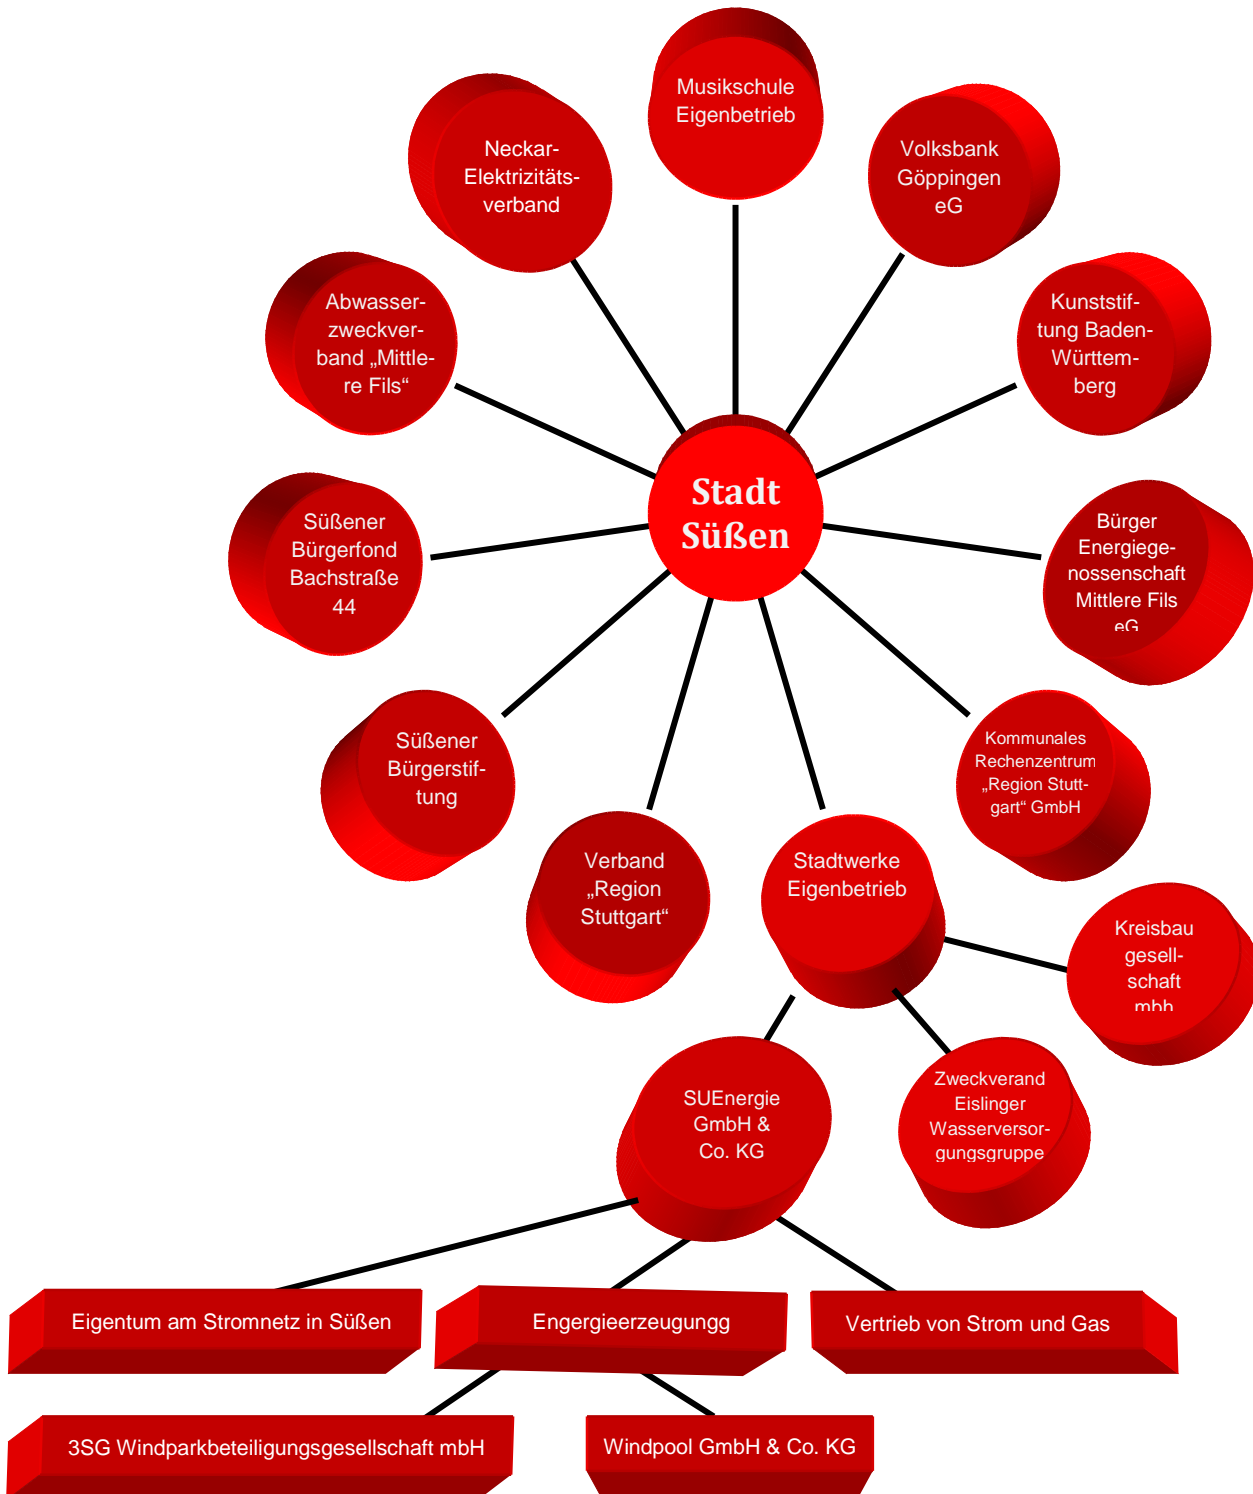 Musikschule
Eigenbetrieb
Neckar-
Elektrizitäts-
verband
Volksbank
Göppingen
eG
Abwasser-
zweckver-
band „Mittle-
re Fils“
Kunststif-
tung Baden-
Württem-
berg
Stadt
Süßen
Süßener
Bürgerfond
Bachstraße
44
Bürger
Energiege-
nossenschaft
Mittlere Fils
eG
Süßener
Bürgerstif-
tung
Kommunales
Rechenzentrum
„Region Stutt-
gart“ GmbH
Verband
„Region
Stuttgart“
Stadtwerke
Eigenbetrieb
Kreisbau
gesell-
schaft
mbh
SUEnergie
GmbH &
Co. KG
Zweckverand
Eislinger
Wasserversor-
gungsgruppe
Eigentum am Stromnetz in Süßen
Engergieerzeugungg
Vertrieb von Strom und Gas
3SG Windparkbeteiligungsgesellschaft mbH
Windpool GmbH & Co. KG